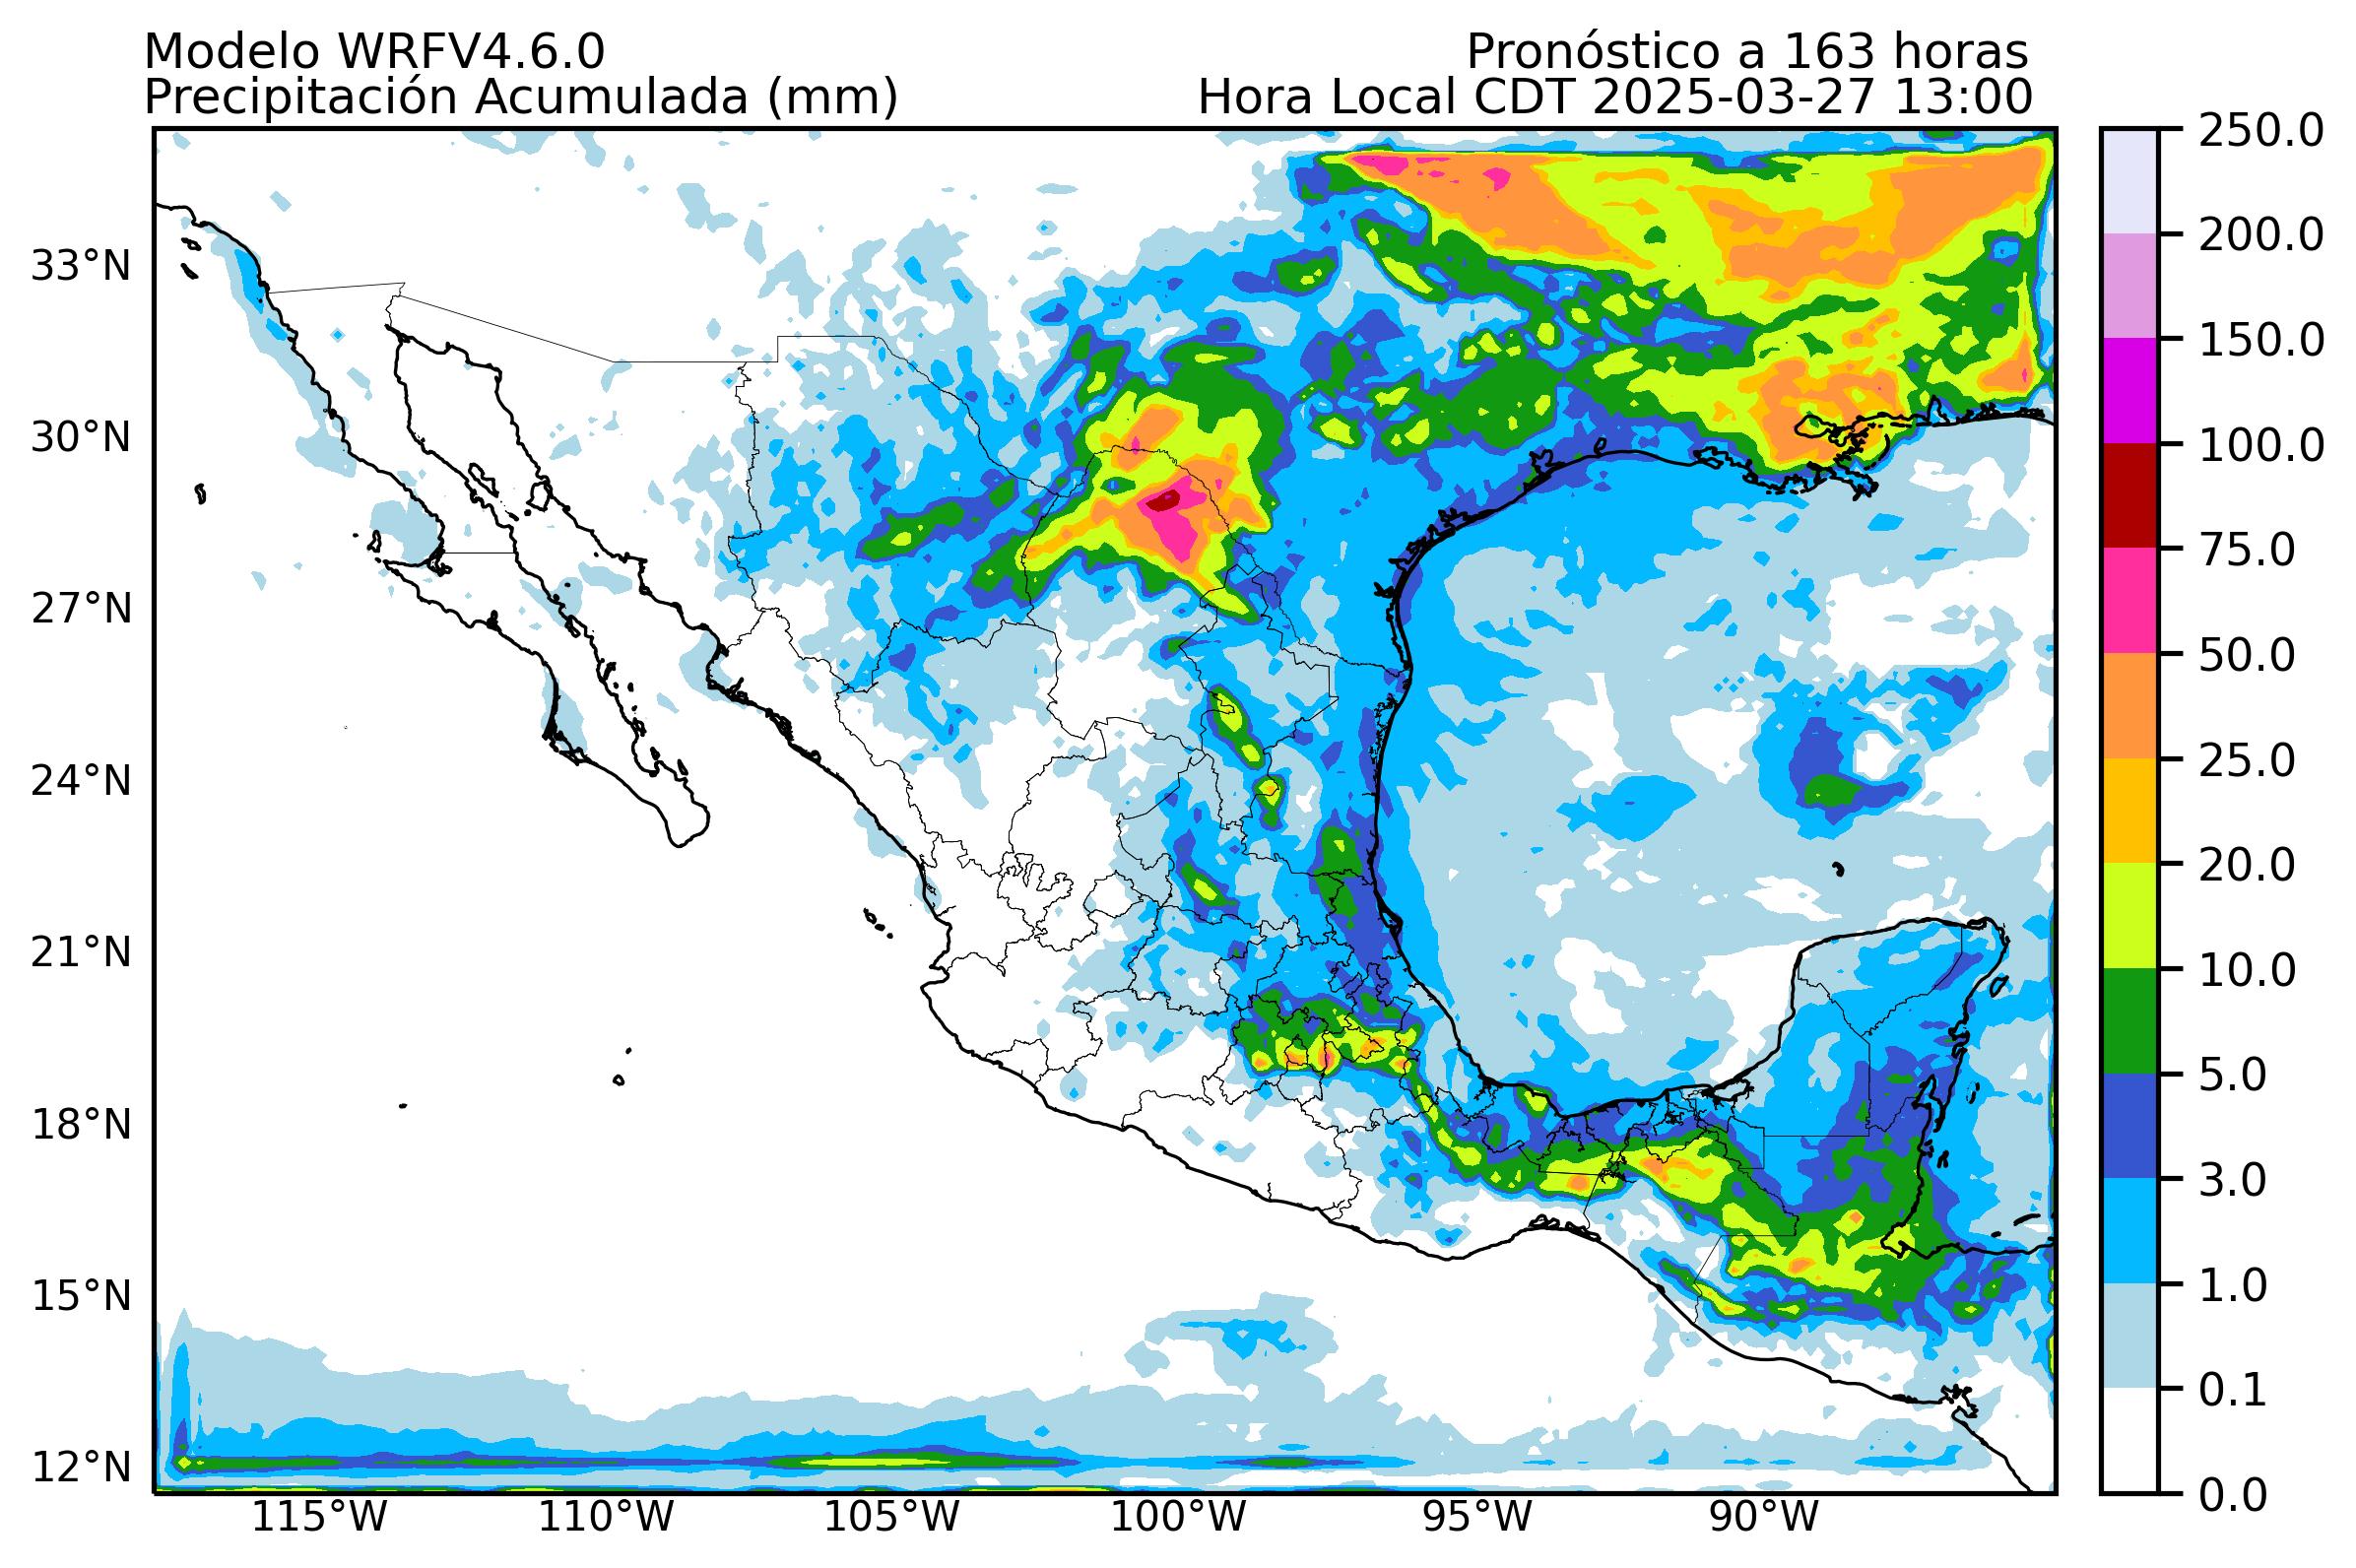 Modelo WRFV4.6.0
Pronóstico a 163 horas
Precipitación Acumulada (mm)
Hora Local CDT 2025-03-27 13:00
33°N
30°N
27°N
24°N
21°N
18°N
15°N
12°N
115°W
110°W
105°W
100°W
95°W
90°W
250.0
200.0
150.0
100.0
75.0
50.0
25.0
20.0
10.0
5.0
3.0
1.0
0.1
0.0